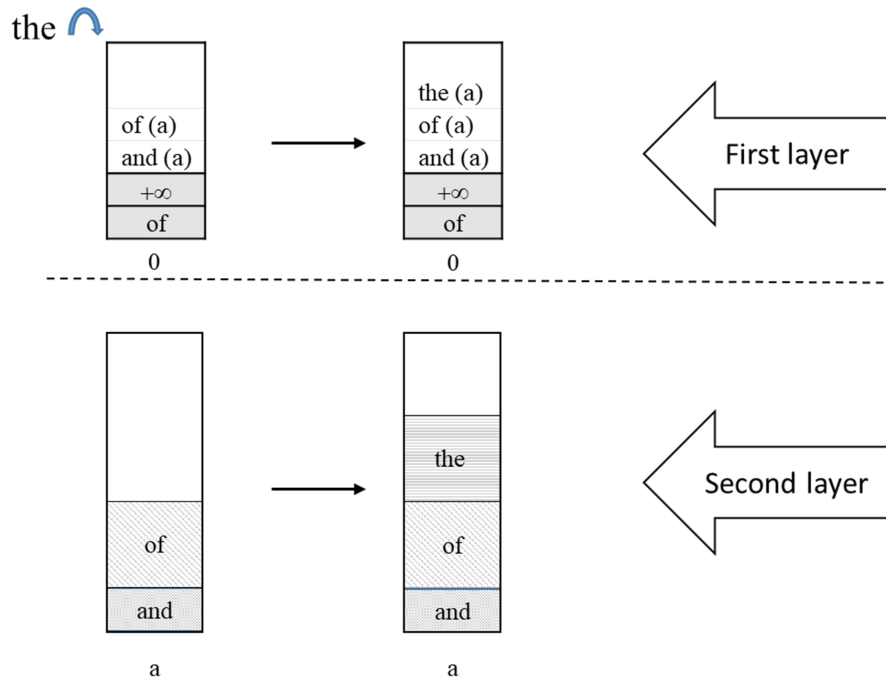 the
of (a)
and (a)
+∞
of
0
the (a)
of (a)
and (a)
+∞
of
0
First layer
of
and
a
the
of
and
a
Second layer